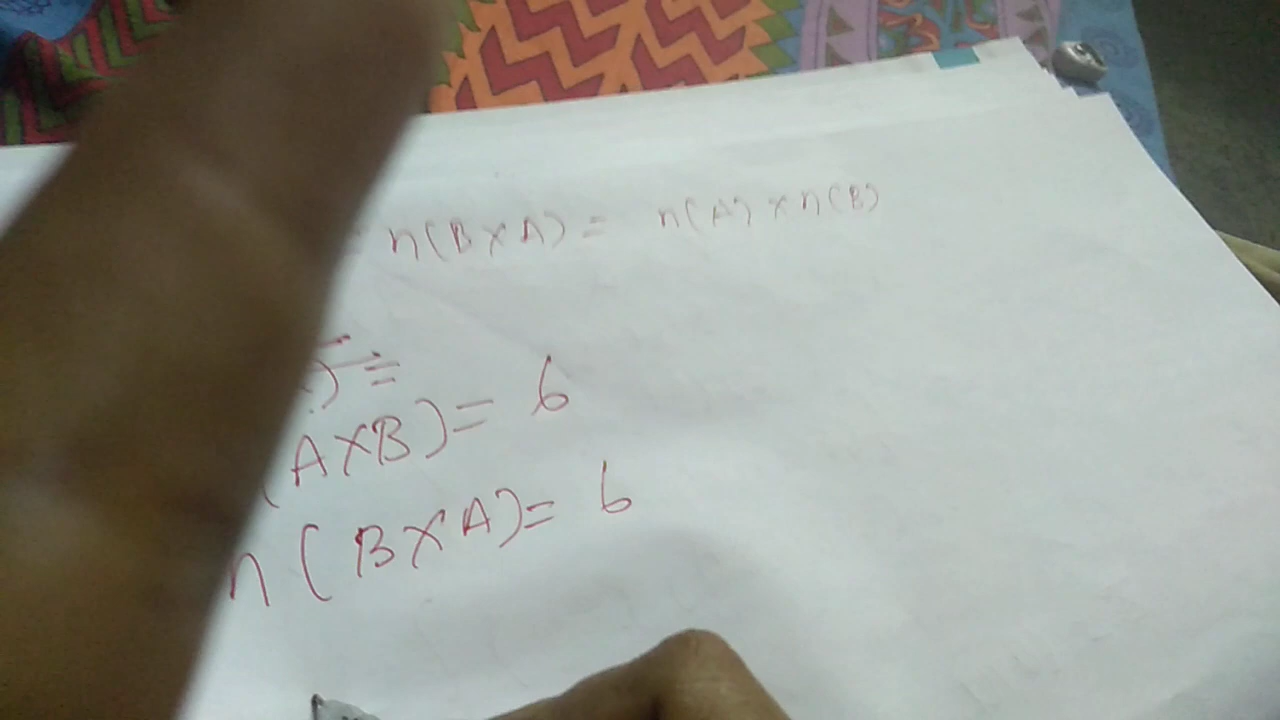 = n(B×A) = n(A) × n(B)
) =
(A×B) = 6
n(B×A) = 6